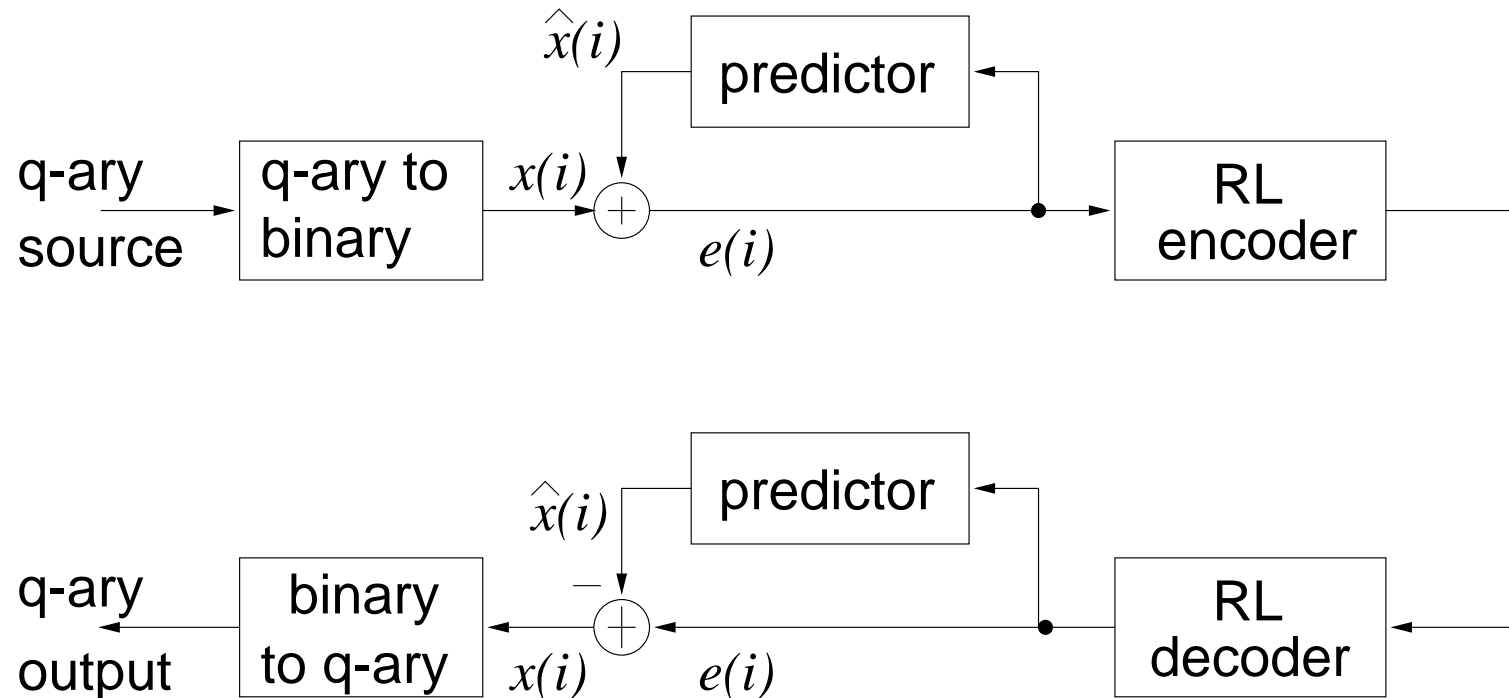 x̂(i)
predictor
q-ary
source
q-ary to
binary
x(i)
+
e(i)
RL
encoder
x̂(i)
predictor
q-ary
output
binary
to q-ary
x(i)
−
+
e(i)
RL
decoder